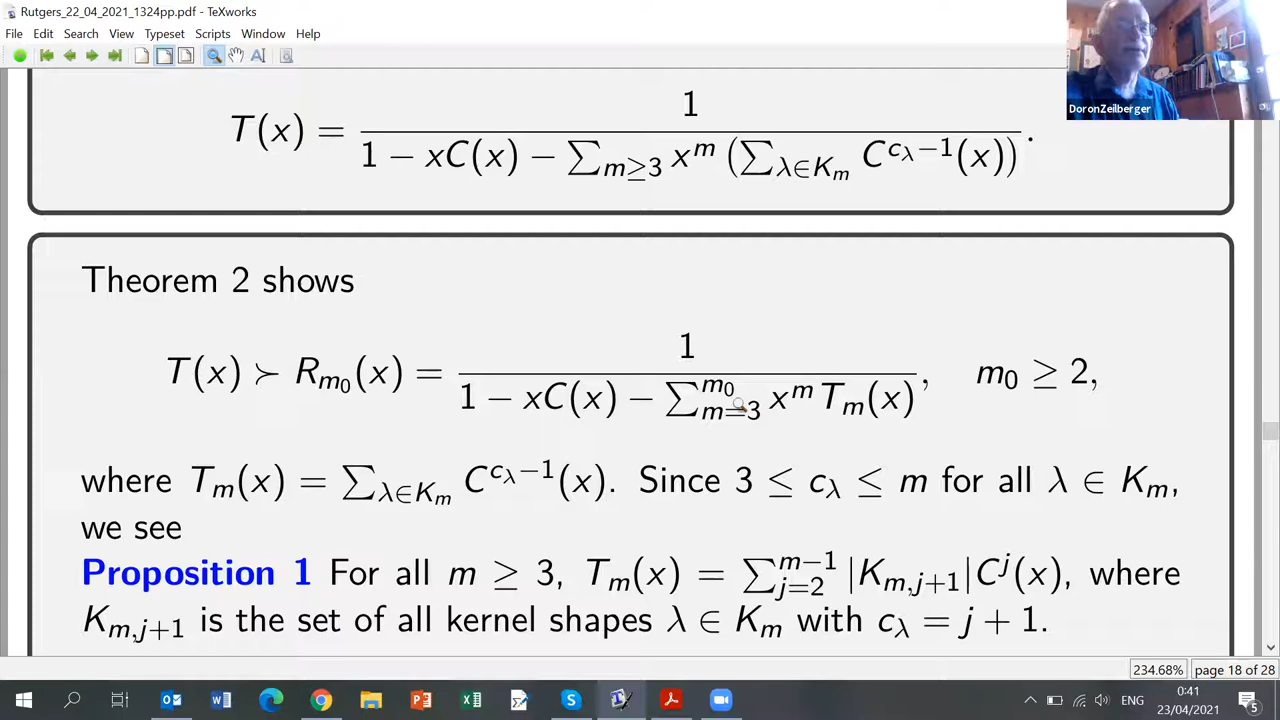 Rutgers_22_04_2021_1324pp.pdf - TeXworks
File Edit Search View Typeset Scripts Window Help
DoronZeilberger
T(x) = 1 / (1 − xC(x) − ∑_{m≥3} x^m (∑_{λ∈K_m} C^{c_λ−1}(x))).
Theorem 2 shows
T(x) ≻ R_{m_0}(x) = 1 / (1 − xC(x) − ∑_{m=3}^{m_0} x^m T_m(x)), m_0 ≥ 2,
where T_m(x) = ∑_{λ∈K_m} C^{c_λ−1}(x). Since 3 ≤ c_λ ≤ m for all λ ∈ K_m,
we see
Proposition 1 For all m ≥ 3, T_m(x) = ∑_{j=2}^{m−1} |K_{m,j+1}|C^j(x), where
K_{m,j+1} is the set of all kernel shapes λ ∈ K_m with c_λ = j + 1.
234.68% page 18 of 28
ENG
0:41
23/04/2021
5